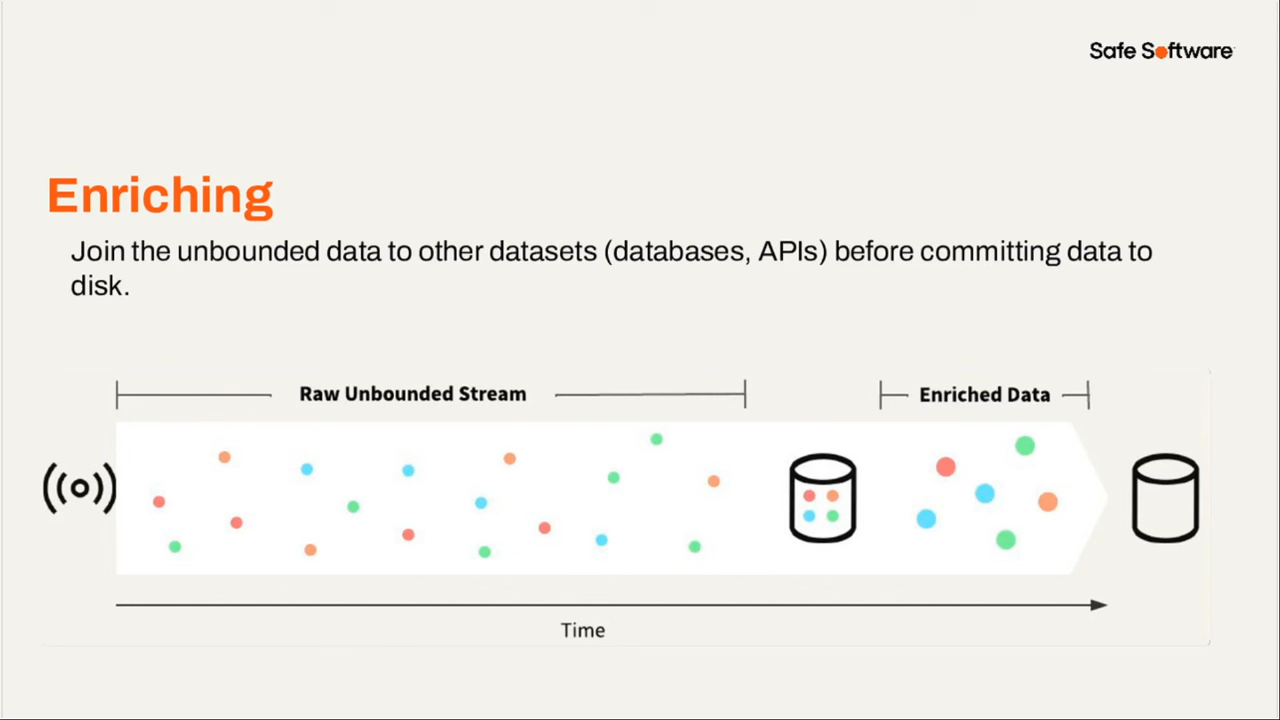 Safe Software
Enriching
Join the unbounded data to other datasets (databases, APIs) before committing data to
disk.
Raw Unbounded Stream
Enriched Data
Time